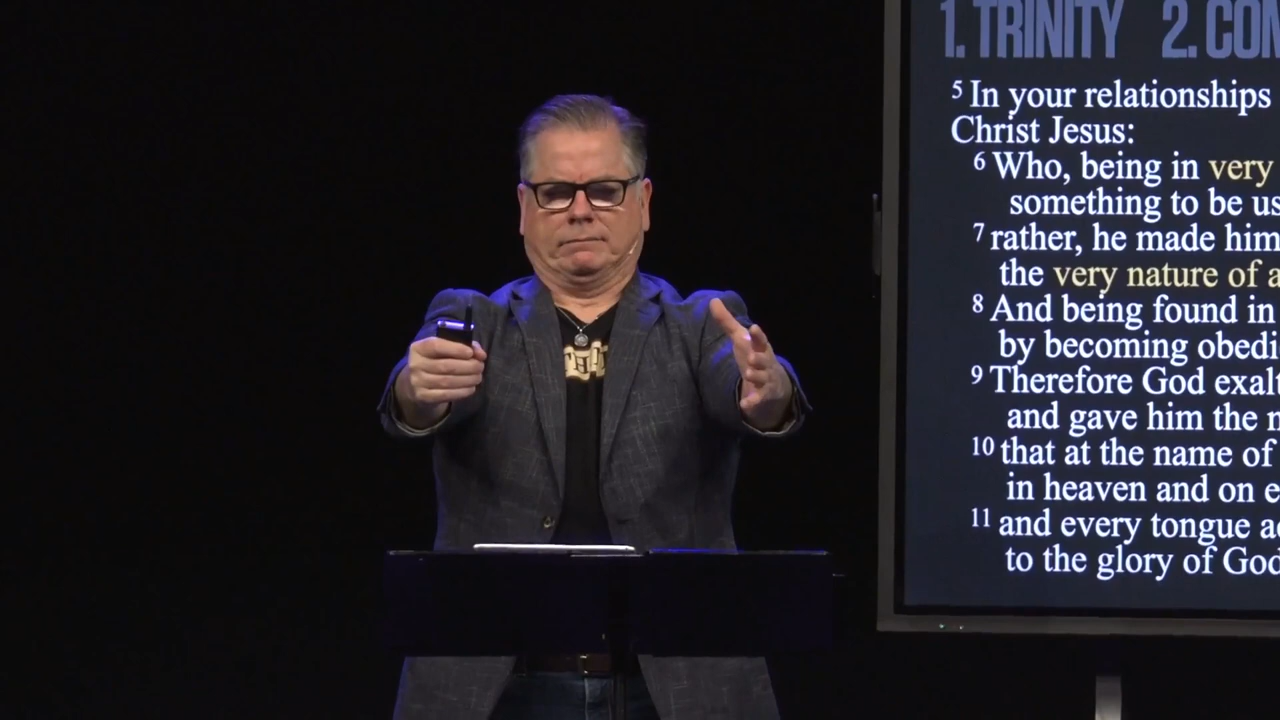 1. TRINITY 2. CON
5 In your relationships
Christ Jesus:
6 Who, being in very
something to be us
7 rather, he made him
the very nature of a
8 And being found in
by becoming obedi
9 Therefore God exalt
and gave him the n
10 that at the name of
in heaven and on e
11 and every tongue ac
to the glory of God